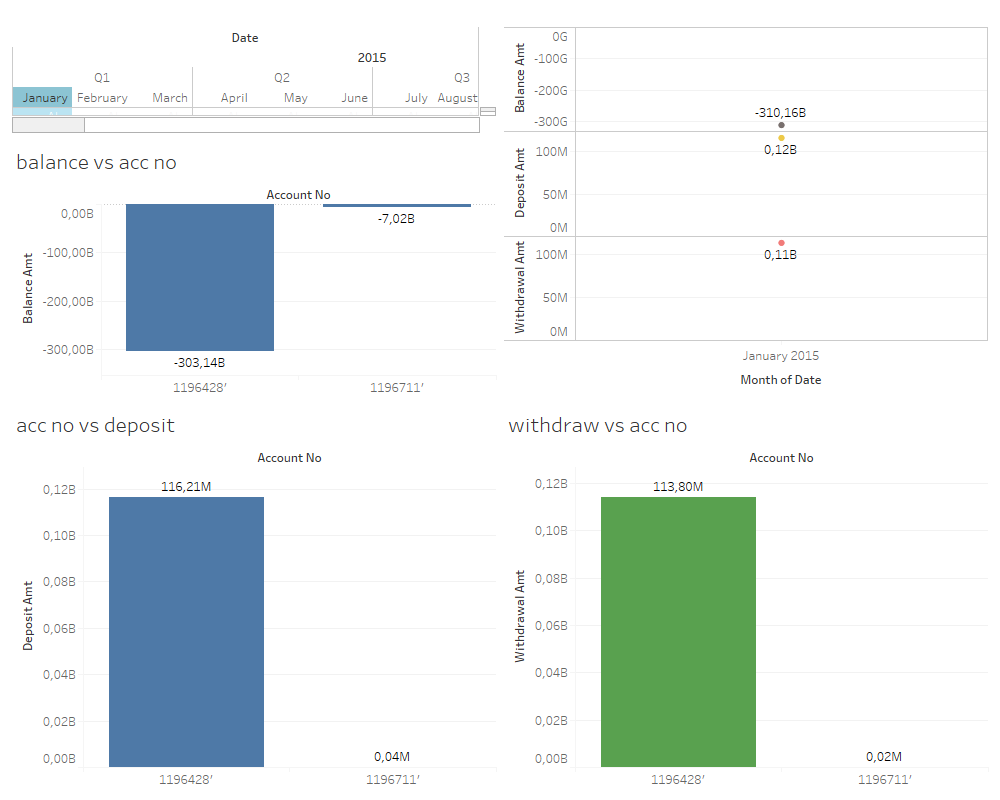 Date
2015
Q1 Q2 Q3
January February March April May June July August
balance vs acc no
Account No
0,00B
-100,00B
-200,00B
-300,00B
Balance Amt
-7,02B
-303,14B
1196428' 1196711'
0G
-100G
-200G
-300G
Balance Amt
-310,16B
100M
50M
0M
Deposit Amt
0,12B
100M
50M
0M
Withdrawal Amt
0,11B
January 2015
Month of Date
acc no vs deposit
Account No
0,12B
0,10B
0,08B
0,06B
0,04B
0,02B
0,00B
Deposit Amt
116,21M
0,04M
1196428' 1196711'
withdraw vs acc no
Account No
0,12B
0,10B
0,08B
0,06B
0,04B
0,02B
0,00B
Withdrawal Amt
113,80M
0,02M
1196428' 1196711'